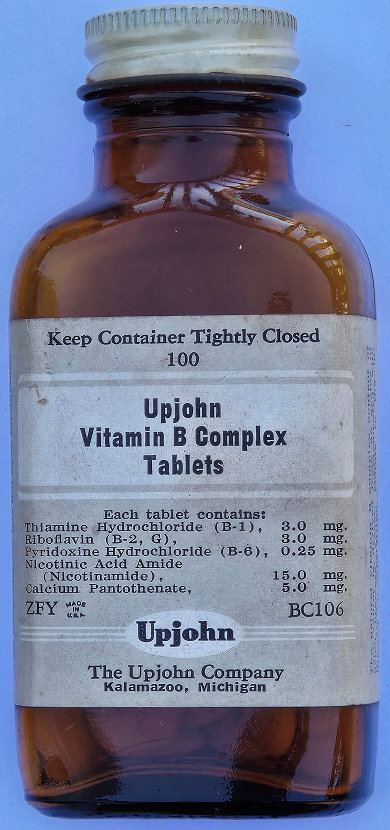 Keep Container Tightly Closed
100
Upjohn
Vitamin B Complex
Tablets
Each tablet contains:
Thiamine Hydrochloride (B-1), 3.0 mg.
Riboflavin (B-2, G), 3.0 mg.
Pyridoxine Hydrochloride (B-6), 0.25 mg.
Nicotinic Acid Amide
(Nicotinamide), 15.0 mg.
Calcium Pantothenate, 5.0 mg.
ZFY MADE IN U.S.A. BC106
Upjohn
The Upjohn Company
Kalamazoo, Michigan